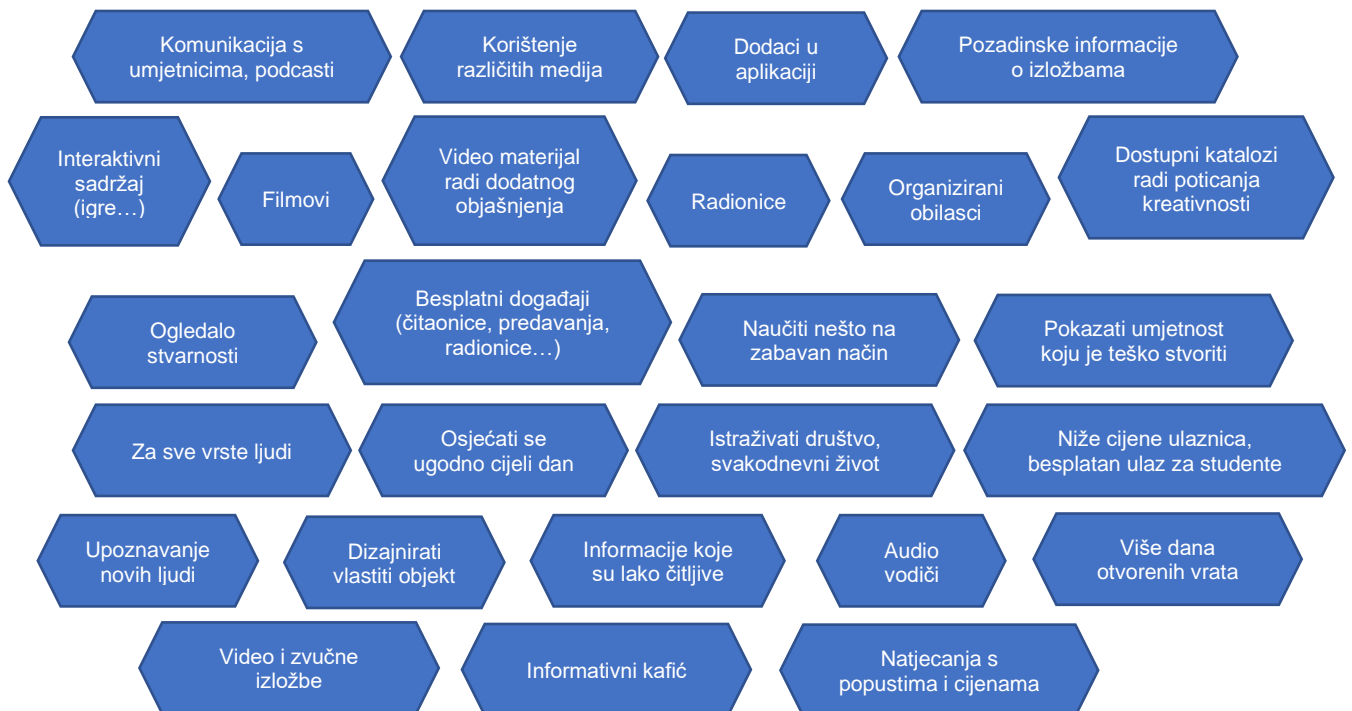 Komunikacija s
umjetnicima, podcasti
Korištenje
različitih medija
Dodaci u
aplikaciji
Pozadinske informacije
o izložbama
Interaktivni
sadržaj
(igre…)
Filmovi
Video materijal
radi dodatnog
objašnjenja
Radionice
Organizirani
obilasci
Dostupni katalozi
radi poticanja
kreativnosti
Ogledalo
stvarnosti
Besplatni događaji
(čitaonice, predavanja,
radionice…)
Naučiti nešto na
zabavan način
Pokazati umjetnost
koju je teško stvoriti
Za sve vrste ljudi
Osjećati se
ugodno cijeli dan
Istraživati društvo,
svakodnevni život
Niže cijene ulaznica,
besplatan ulaz za studente
Upoznavanje
novih ljudi
Dizajnirati
vlastiti objekt
Informacije koje
su lako čitljive
Audio
vodiči
Više dana
otvorenih vrata
Video i zvučne
izložbe
Informativni kafić
Natjecanja s
popustima i cijenama